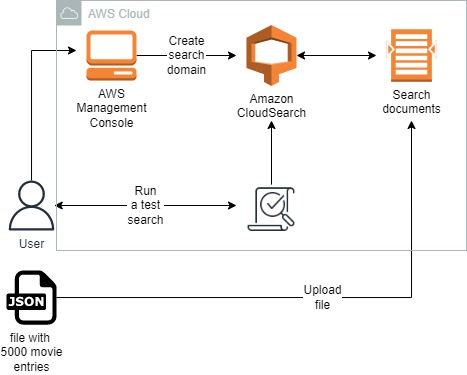 AWS Cloud
Create
search
domain
AWS
Management
Console
Amazon
CloudSearch
Search
documents
Run
a test
search
User
JSON
Upload
file
file with
5000 movie
entries